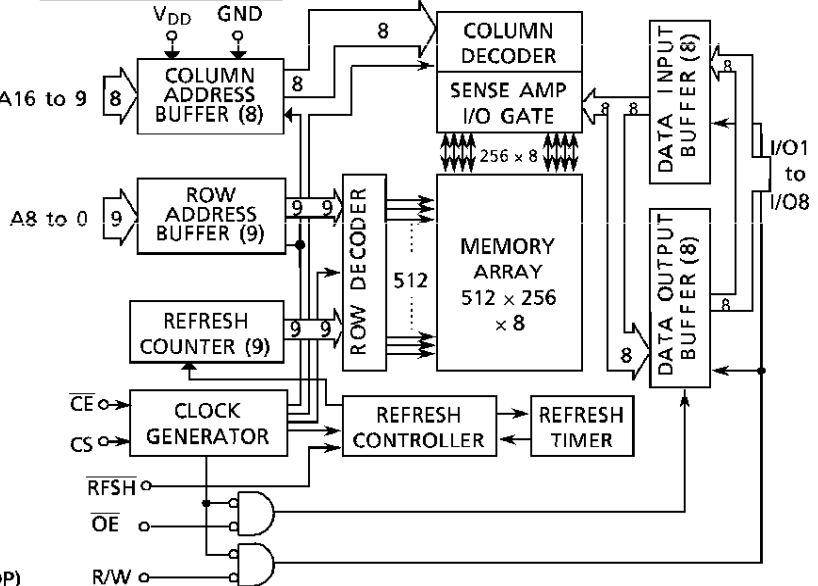 VDD GND
A16 to 9
8
COLUMN
ADDRESS
BUFFER (8)
8
8
COLUMN
DECODER
SENSE AMP
I/O GATE
8 8
DATA INPUT
BUFFER (8)
8
I/O1
to
I/O8
256 × 8
A8 to 0
9
ROW
ADDRESS
BUFFER (9)
9 9
ROW DECODER
512
MEMORY
ARRAY
512 × 256
× 8
DATA OUTPUT
BUFFER (8)
8
8
REFRESH
COUNTER (9)
9 9
CE
CS
CLOCK
GENERATOR
REFRESH
CONTROLLER
REFRESH
TIMER
RFSH
OE
R/W
OP)